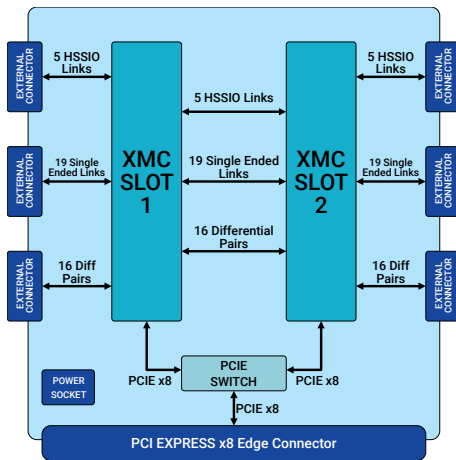 EXTERNAL
CONNECTOR
5 HSSIO
Links
5 HSSIO Links
5 HSSIO
Links
EXTERNAL
CONNECTOR
XMC
SLOT
1
XMC
SLOT
2
EXTERNAL
CONNECTOR
19 Single
Ended Links
19 Single Ended
Links
19 Single
Ended Links
EXTERNAL
CONNECTOR
EXTERNAL
CONNECTOR
16 Diff
Pairs
16 Differential
Pairs
16 Diff
Pairs
EXTERNAL
CONNECTOR
PCIE x8
PCIE
SWITCH
PCIE x8
POWER
SOCKET
PCIE x8
PCI EXPRESS x8 Edge Connector